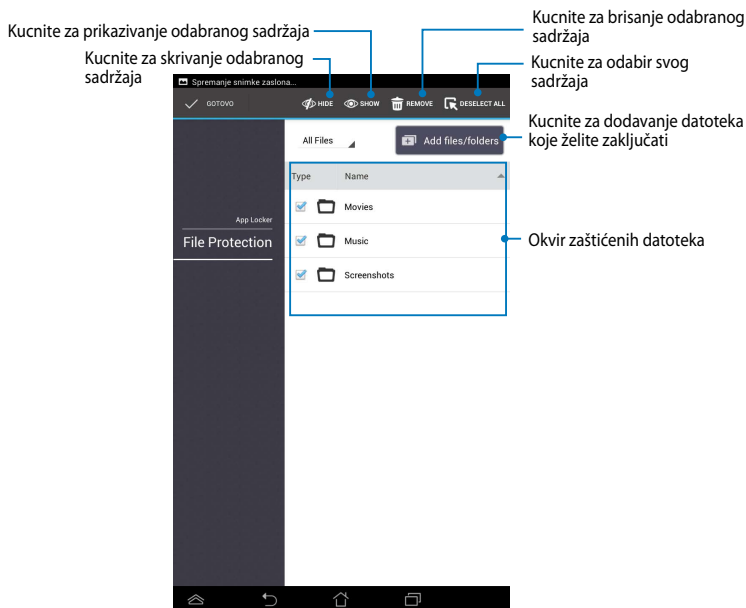 Kucnite za prikazivanje odabranog sadržaja
Kucnite za skrivanje odabranog
sadržaja
Kucnite za brisanje odabranog
sadržaja
Kucnite za odabir svog
sadržaja
Kucnite za dodavanje datoteka
koje želite zaključati
Okvir zaštićenih datoteka
Spremanje snimke zaslona...
GOTOVO
HIDE SHOW REMOVE DESELECT ALL
All Files
Add files/folders
Type Name
Movies
Music
Screenshots
App Locker
File Protection